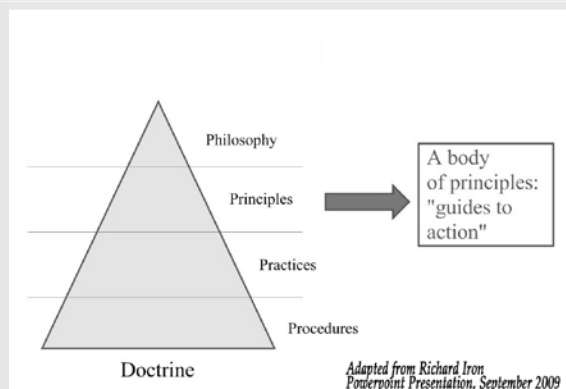 Philosophy
Principles
Practices
Procedures
A body
of principles:
"guides to
action"
Doctrine
Adapted from Richard Iron
Powerpoint Presentation, September 2009